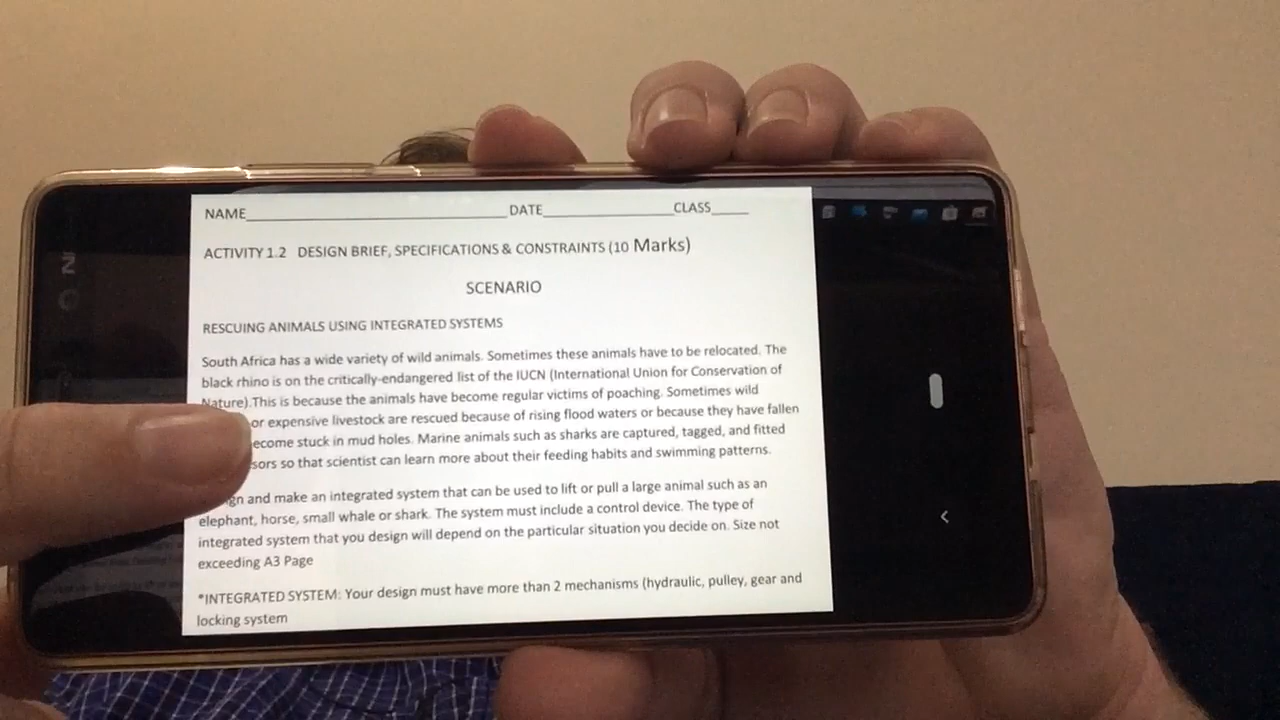 NAME______________________________DATE_______________CLASS_____
ACTIVITY 1.2 DESIGN BRIEF, SPECIFICATIONS & CONSTRAINTS (10 Marks)
SCENARIO
RESCUING ANIMALS USING INTEGRATED SYSTEMS
South Africa has a wide variety of wild animals. Sometimes these animals have to be relocated. The
black rhino is on the critically-endangered list of the IUCN (International Union for Conservation of
Nature).This is because the animals have become regular victims of poaching. Sometimes wild
or expensive livestock are rescued because of rising flood waters or because they have fallen
ecome stuck in mud holes. Marine animals such as sharks are captured, tagged, and fitted
sors so that scientist can learn more about their feeding habits and swimming patterns.
gn and make an integrated system that can be used to lift or pull a large animal such as an
elephant, horse, small whale or shark. The system must include a control device. The type of
integrated system that you design will depend on the particular situation you decide on. Size not
exceeding A3 Page
*INTEGRATED SYSTEM: Your design must have more than 2 mechanisms (hydraulic, pulley, gear and
locking system